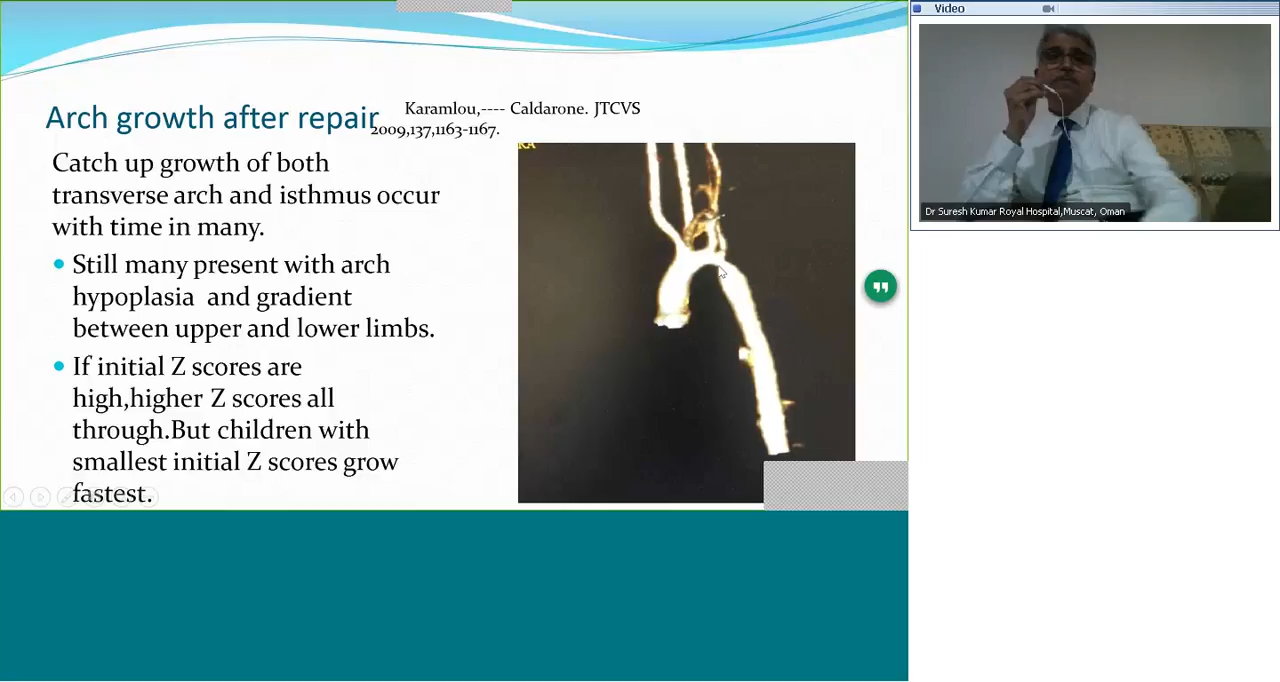 Arch growth after repair
Karamlou,---- Caldarone. JTCVS
2009,137,1163-1167.
Catch up growth of both
transverse arch and isthmus occur
with time in many.
Still many present with arch
hypoplasia and gradient
between upper and lower limbs.
If initial Z scores are
high,higher Z scores all
through.But children with
smallest initial Z scores grow
fastest.
Video
Dr Suresh Kumar Royal Hospital,Muscat, Oman